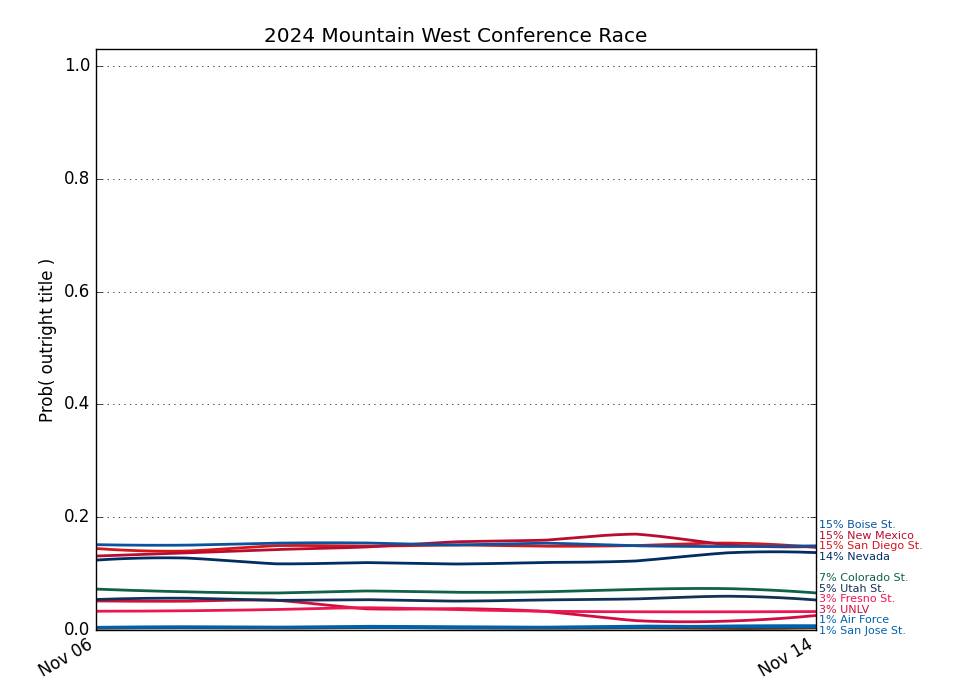 2024 Mountain West Conference Race
Prob( outright title )
1.0
0.8
0.6
0.4
0.2
0.0
Nov 06
Nov 14
15% Boise St.
15% New Mexico
15% San Diego St.
14% Nevada
7% Colorado St.
5% Utah St.
3% Fresno St.
3% UNLV
1% Air Force
1% San Jose St.